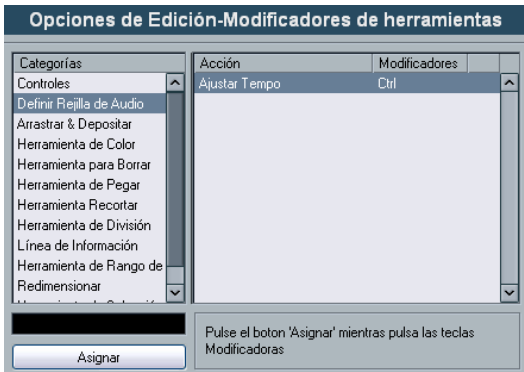 Opciones de Edición-Modificadores de herramientas
Categorías
Controles
Definir Rejilla de Audio
Arrastrar & Depositar
Herramienta de Color
Herramienta para Borrar
Herramienta de Pegar
Herramienta Recortar
Herramienta de División
Línea de Información
Herramienta de Rango de
Redimensionar
Acción Modificadores
Ajustar Tempo Ctrl
Asignar
Pulse el boton 'Asignar' mientras pulsa las teclas
Modificadoras